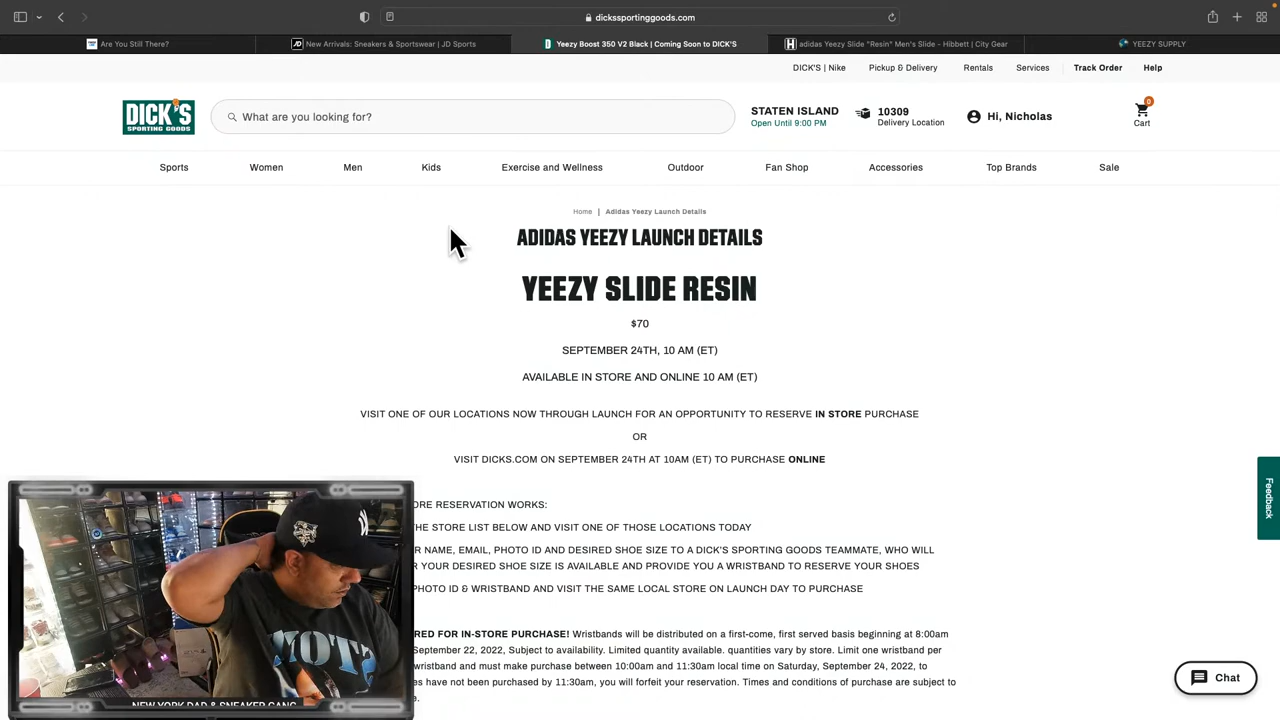 dickssportinggoods.com
Are You Still There?
New Arrivals: Sneakers & Sportswear | JD Sports
Yeezy Boost 350 V2 Black | Coming Soon to DICK'S
adidas Yeezy Slide "Resin" Men's Slide - Hibbett | City Gear
YEEZY SUPPLY
DICK'S | Nike
Pickup & Delivery
Rentals
Services
Track Order
Help
DICK'S
SPORTING GOODS
What are you looking for?
STATEN ISLAND
Open Until 9:00 PM
10309
Delivery Location
Hi, Nicholas
0
Cart
Sports
Women
Men
Kids
Exercise and Wellness
Outdoor
Fan Shop
Accessories
Top Brands
Sale
Home | Adidas Yeezy Launch Details
ADIDAS YEEZY LAUNCH DETAILS
YEEZY SLIDE RESIN
$70
SEPTEMBER 24TH, 10 AM (ET)
AVAILABLE IN STORE AND ONLINE 10 AM (ET)
VISIT ONE OF OUR LOCATIONS NOW THROUGH LAUNCH FOR AN OPPORTUNITY TO RESERVE IN STORE PURCHASE
OR
VISIT DICKS.COM ON SEPTEMBER 24TH AT 10AM (ET) TO PURCHASE ONLINE
ORE RESERVATION WORKS:
THE STORE LIST BELOW AND VISIT ONE OF THOSE LOCATIONS TODAY
R NAME, EMAIL, PHOTO ID AND DESIRED SHOE SIZE TO A DICK'S SPORTING GOODS TEAMMATE, WHO WILL
R YOUR DESIRED SHOE SIZE IS AVAILABLE AND PROVIDE YOU A WRISTBAND TO RESERVE YOUR SHOES
PHOTO ID & WRISTBAND AND VISIT THE SAME LOCAL STORE ON LAUNCH DAY TO PURCHASE
RED FOR IN-STORE PURCHASE! Wristbands will be distributed on a first-come, first served basis beginning at 8:00am
September 22, 2022, Subject to availability. Limited quantity available. quantities vary by store. Limit one wristband per
wristband and must make purchase between 10:00am and 11:30am local time on Saturday, September 24, 2022, to
es have not been purchased by 11:30am, you will forfeit your reservation. Times and conditions of purchase are subject to
e.
Feedback
Chat
NEW YORK DAD & SNEAKER GANG